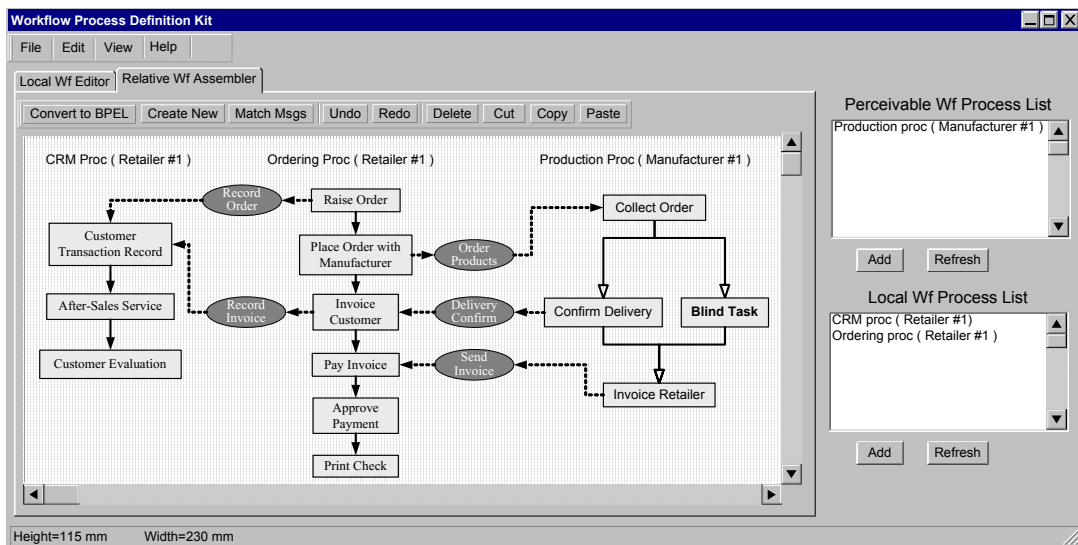 Workflow Process Definition Kit
File Edit View Help
Local Wf Editor Relative Wf Assembler
Convert to BPEL Create New Match Msgs Undo Redo Delete Cut Copy Paste
CRM Proc ( Retailer #1 ) Ordering Proc ( Retailer #1 ) Production Proc ( Manufacturer #1 )
Record
Order
Raise Order
Collect Order
Customer
Transaction Record
Place Order with
Manufacturer
Order
Products
After-Sales Service
Record
Invoice
Invoice
Customer
Delivery
Confirm
Confirm Delivery
Blind Task
Customer Evaluation
Pay Invoice
Send
Invoice
Invoice Retailer
Approve
Payment
Print Check
Perceivable Wf Process List
Production proc ( Manufacturer #1 )
Add Refresh
Local Wf Process List
CRM proc ( Retailer #1)
Ordering proc ( Retailer #1 )
Add Refresh
Height=115 mm Width=230 mm